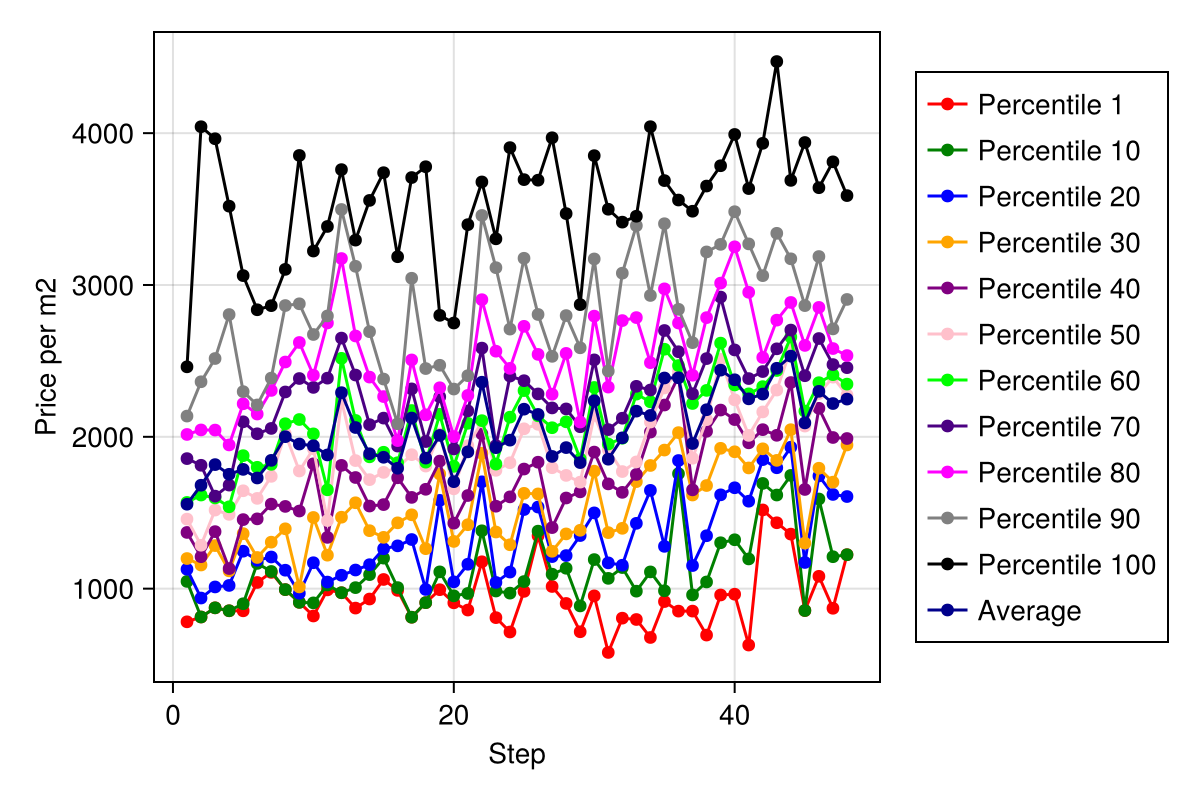 4000
3000
2000
1000
0
20
40
Price per m2
Step
Percentile 1
Percentile 10
Percentile 20
Percentile 30
Percentile 40
Percentile 50
Percentile 60
Percentile 70
Percentile 80
Percentile 90
Percentile 100
Average